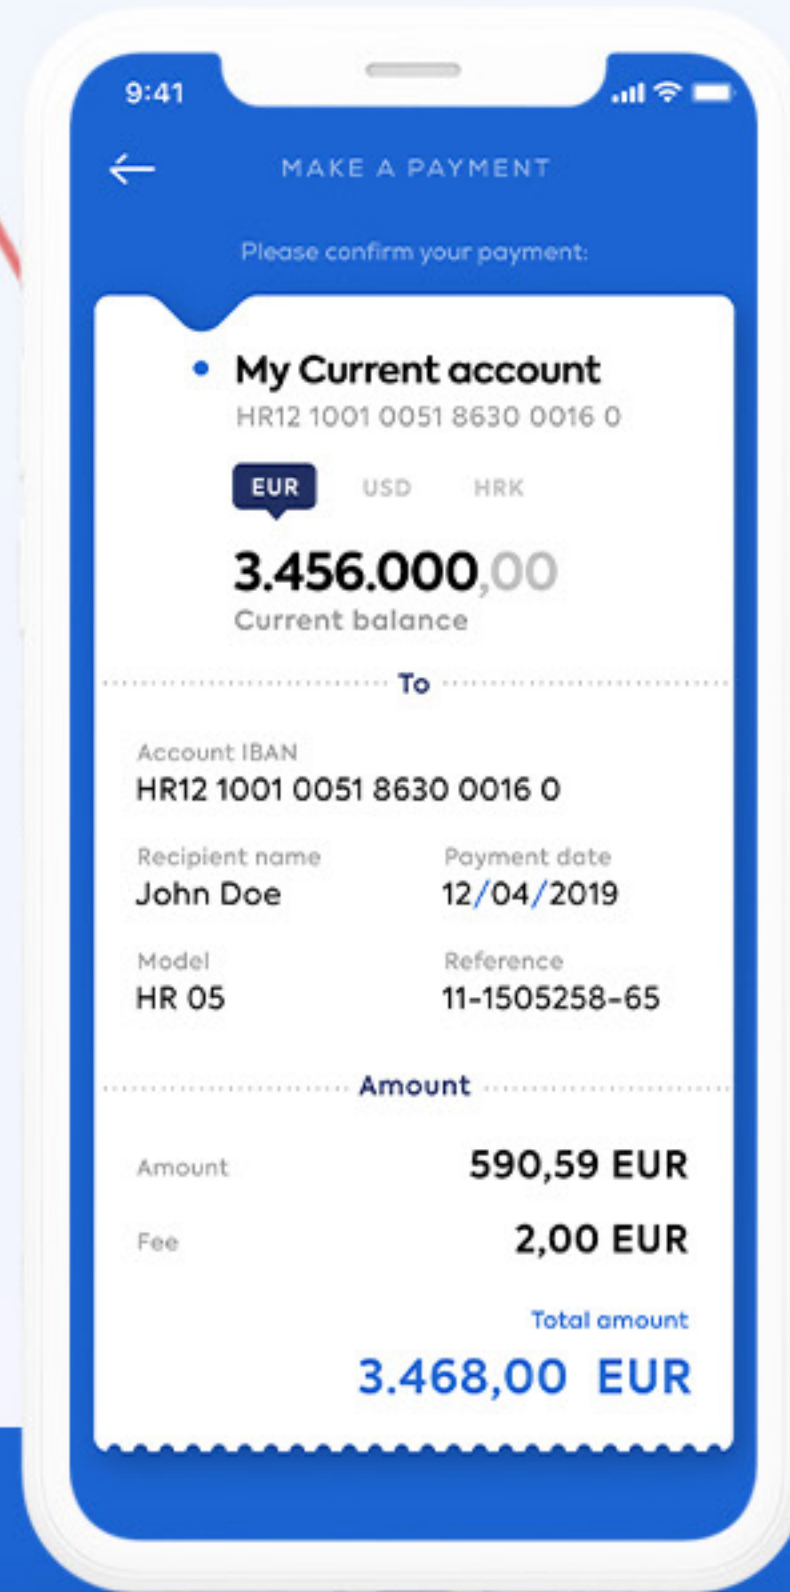 9:41
MAKE A PAYMENT
Please confirm your payment:
My Current account
HR12 1001 0051 8630 0016 0
EUR USD HRK
3.456.000,00
Current balance
To
Account IBAN
HR12 1001 0051 8630 0016 0
Recipient name Payment date
John Doe 12/04/2019
Model Reference
HR 05 11-1505258-65
Amount
Amount 590,59 EUR
Fee 2,00 EUR
Total amount
3.468,00 EUR